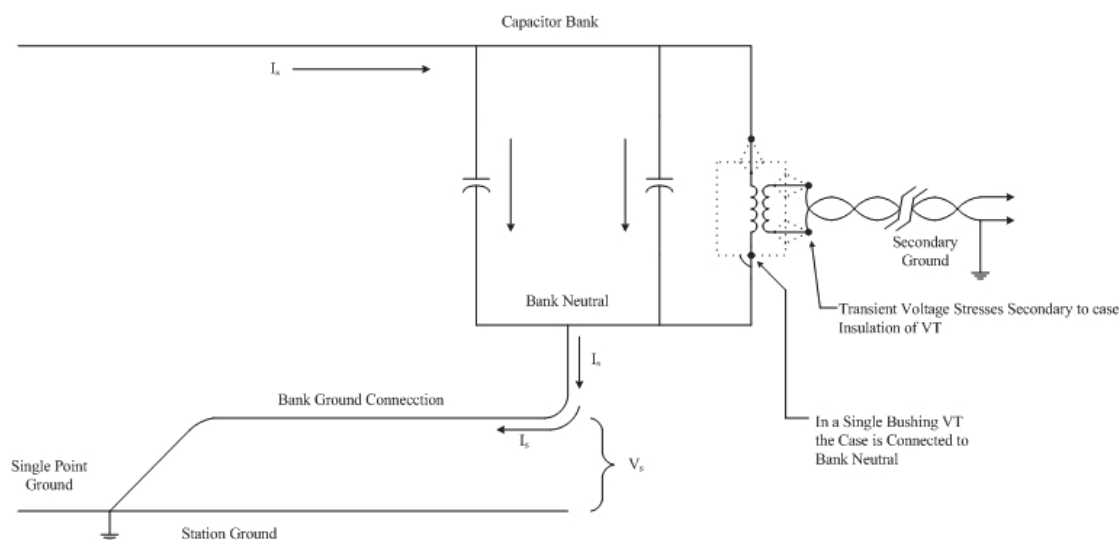 Capacitor Bank
Iₛ
Secondary
Ground
Bank Neutral
Transient Voltage Stresses Secondary to case
Insulation of VT
Iₛ
Bank Ground Connecction
Iₛ
In a Single Bushing VT
the Case is Connected to
Bank Neutral
Vₛ
Single Point
Ground
Station Ground